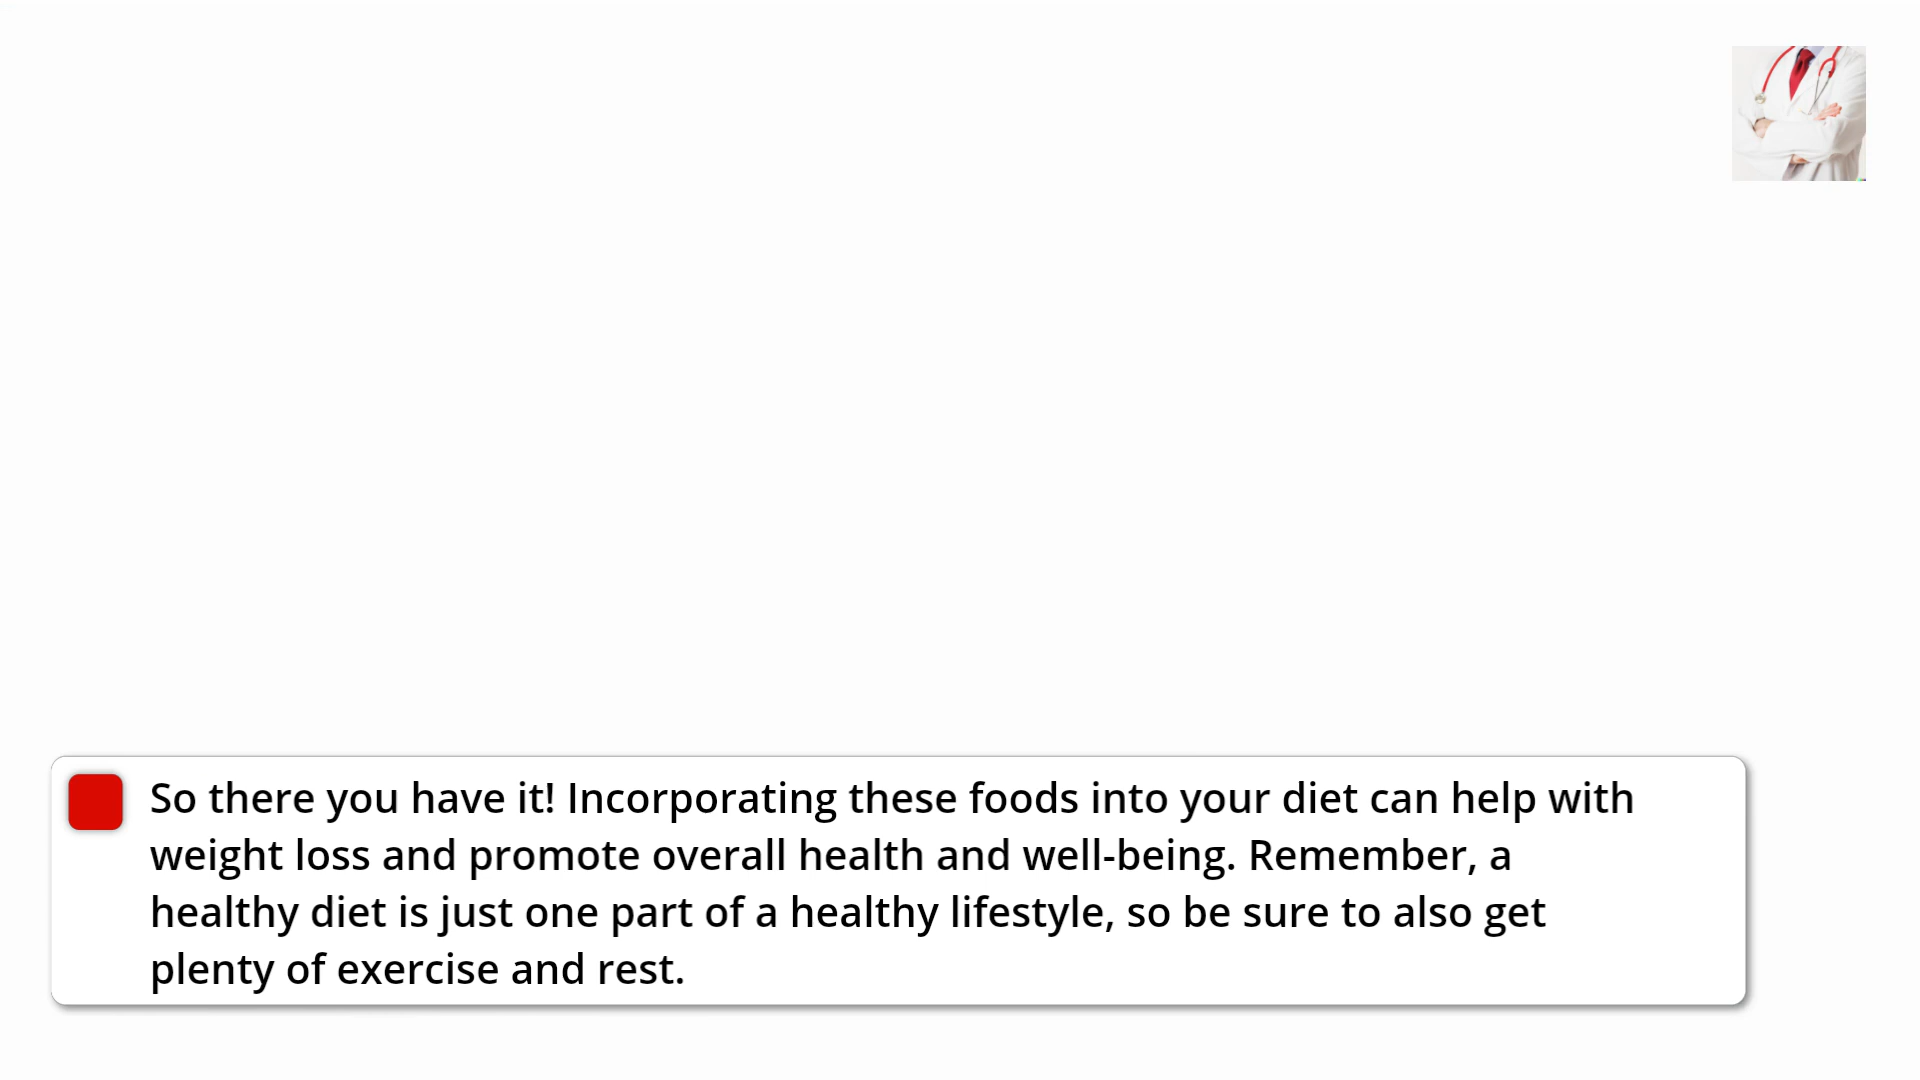 So there you have it! Incorporating these foods into your diet can help with
weight loss and promote overall health and well-being. Remember, a
healthy diet is just one part of a healthy lifestyle, so be sure to also get
plenty of exercise and rest.